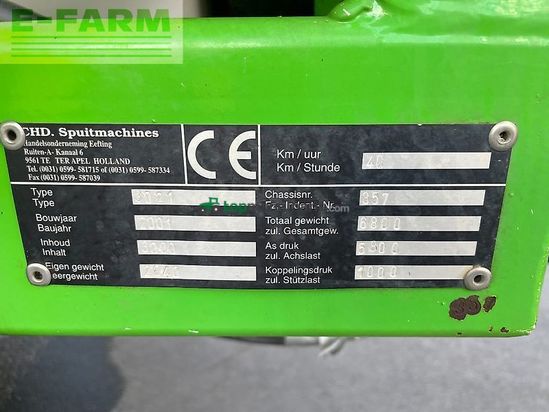 E-FARM
CHD. Spuitmachines
Handelsonderneming Eefting
Ruiten-A- Kanaal 6
9561 TE TER APEL HOLLAND
Tel. (0031) 0599- 581715 of (0031) 0599- 587334
Fax (0031) 0599-587039
CE
Km / uur
Km / Stunde
40
Type
Type
Bouwjaar
Baujahr
2001
Inhoud
Inhalt
Eigen gewicht
Leergewicht
Chassisnr.
Fz.- Indent.- Nr.
857
Totaal gewicht
zul. Gesamtgew.
6800
As druk
zul. Achslast
5800
Koppelingsdruk
zul. Stützlast
1000